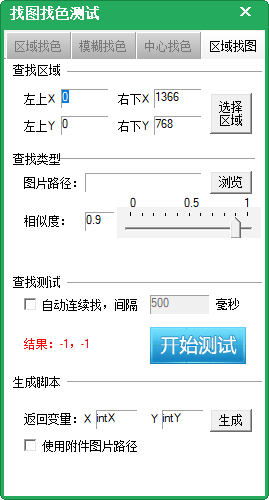 找图找色测试
区域找色 模糊找色 中心找色 区域找图
查找区域
左上X 0 右下X 1366
选择区域
左上Y 0 右下Y 768
查找类型
图片路径： 浏览
0 0.5 1
相似度： 0.9
查找测试
自动连续找，间隔 500 毫秒
结果：-1，-1 开始测试
生成脚本
返回变量：X intX Y intY 生成
使用附件图片路径